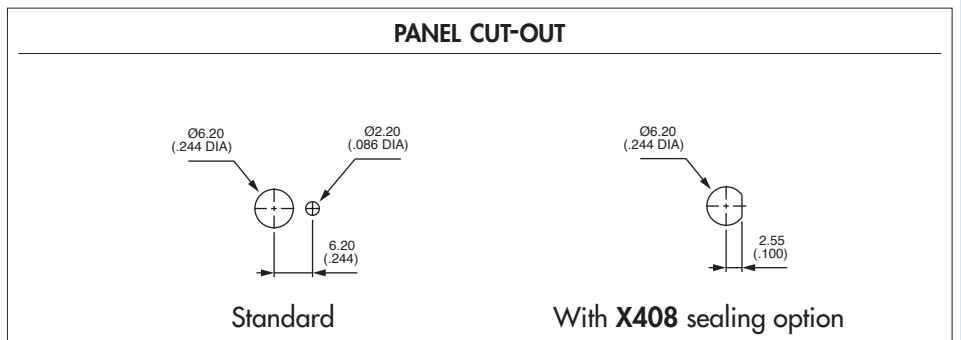 PANEL CUT-OUT
Ø6.20
(.244 DIA)
Ø2.20
(.086 DIA)
6.20
(.244)
Standard
Ø6.20
(.244 DIA)
2.55
(.100)
With X408 sealing option